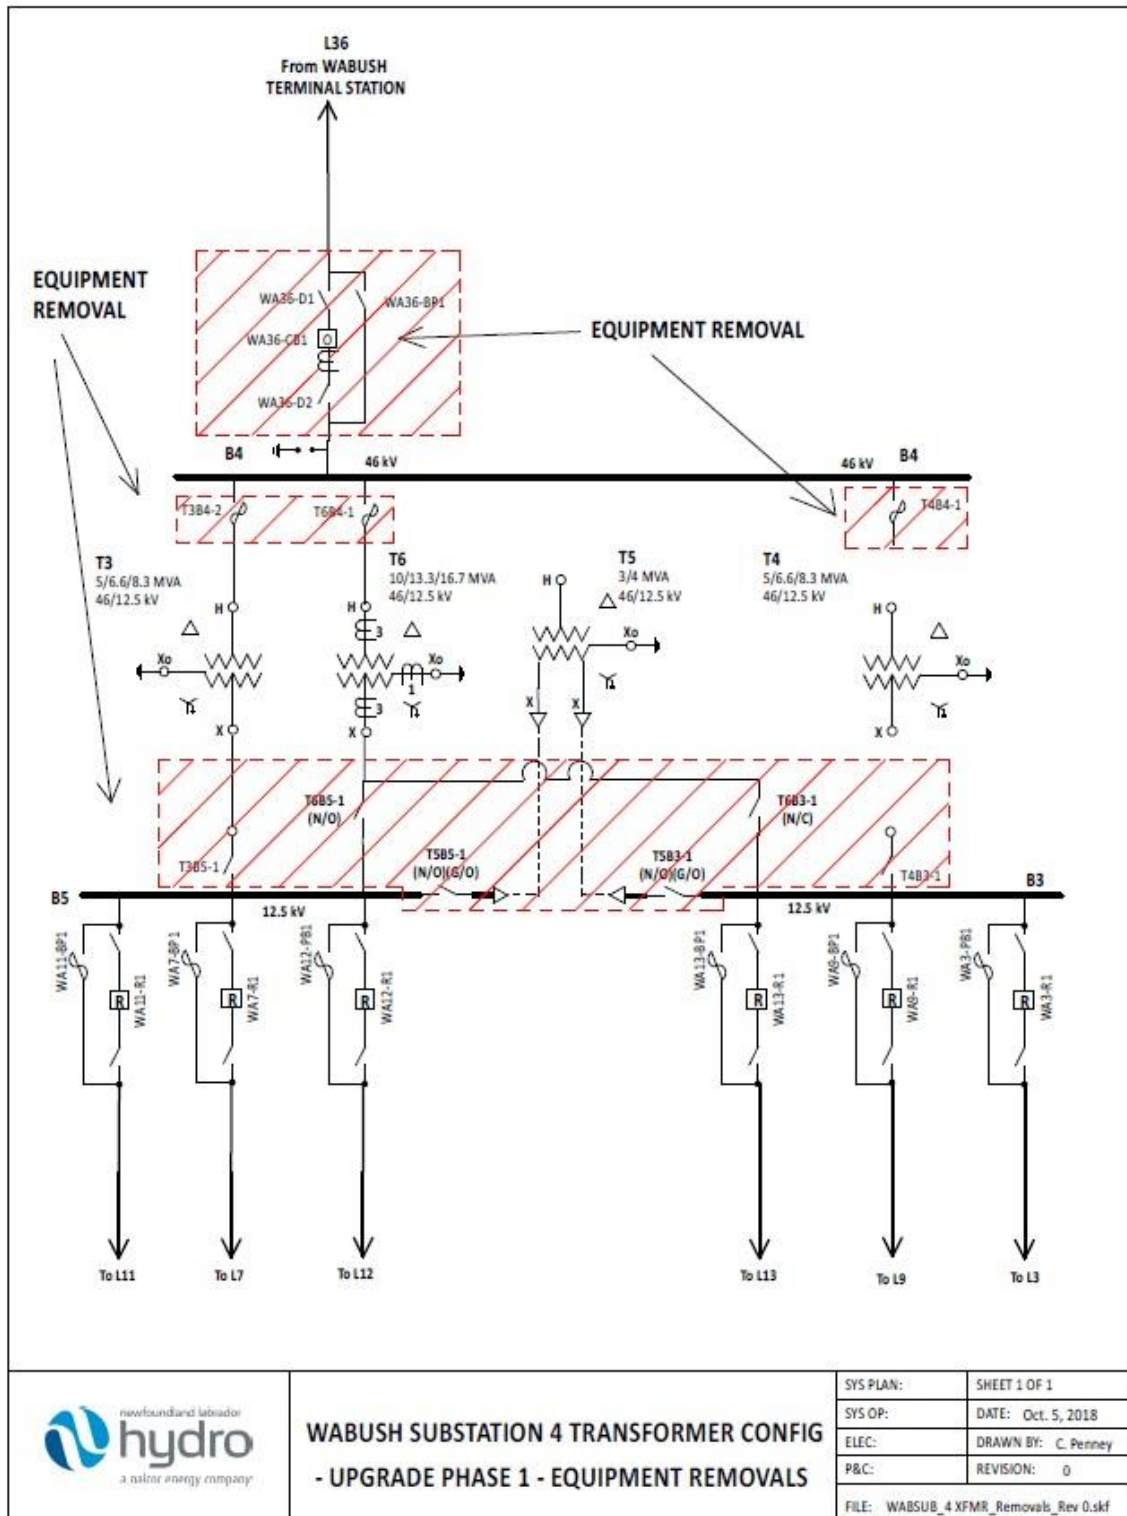 L36
From WABUSH
TERMINAL STATION
EQUIPMENT
REMOVAL
WA36-D1
WA36-BP1
WA36-CB1
O
EQUIPMENT REMOVAL
WA36-D2
B4
46 kV
46 kV
B4
T3B4-2
T6B4-1
T4B4-1
T3
5/6.6/8.3 MVA
46/12.5 kV
T6
10/13.3/16.7 MVA
46/12.5 kV
T5
3/4 MVA
46/12.5 kV
T4
5/6.6/8.3 MVA
46/12.5 kV
H
H
H
H
3
Xo
Xo
Xo
Xo
1
3
X
X
X
X
X
T6B5-1
(N/O)
T6B3-1
(N/C)
T3B5-1
T5B5-1
(N/O)(G/O)
T5B3-1
(N/O)(G/O)
T4B3-1
B5
12.5 kV
12.5 kV
B3
WA11-BP1
R
WA11-R1
WA7-BP1
R
WA7-R1
WA12-PB1
R
WA12-R1
WA13-BP1
R
WA13-R1
WA9-BP1
R
WA9-R1
WA3-PB1
R
WA3-R1
To L11
To L7
To L12
To L13
To L9
To L3
newfoundland labrador
hydro
a nalcor energy company
WABUSH SUBSTATION 4 TRANSFORMER CONFIG
- UPGRADE PHASE 1 - EQUIPMENT REMOVALS
SYS PLAN:
SHEET 1 OF 1
SYS OP:
DATE: Oct. 5, 2018
ELEC:
DRAWN BY: C. Penney
P&C:
REVISION: 0
FILE: WABSUB_4 XFMR_Removals_Rev 0.skf